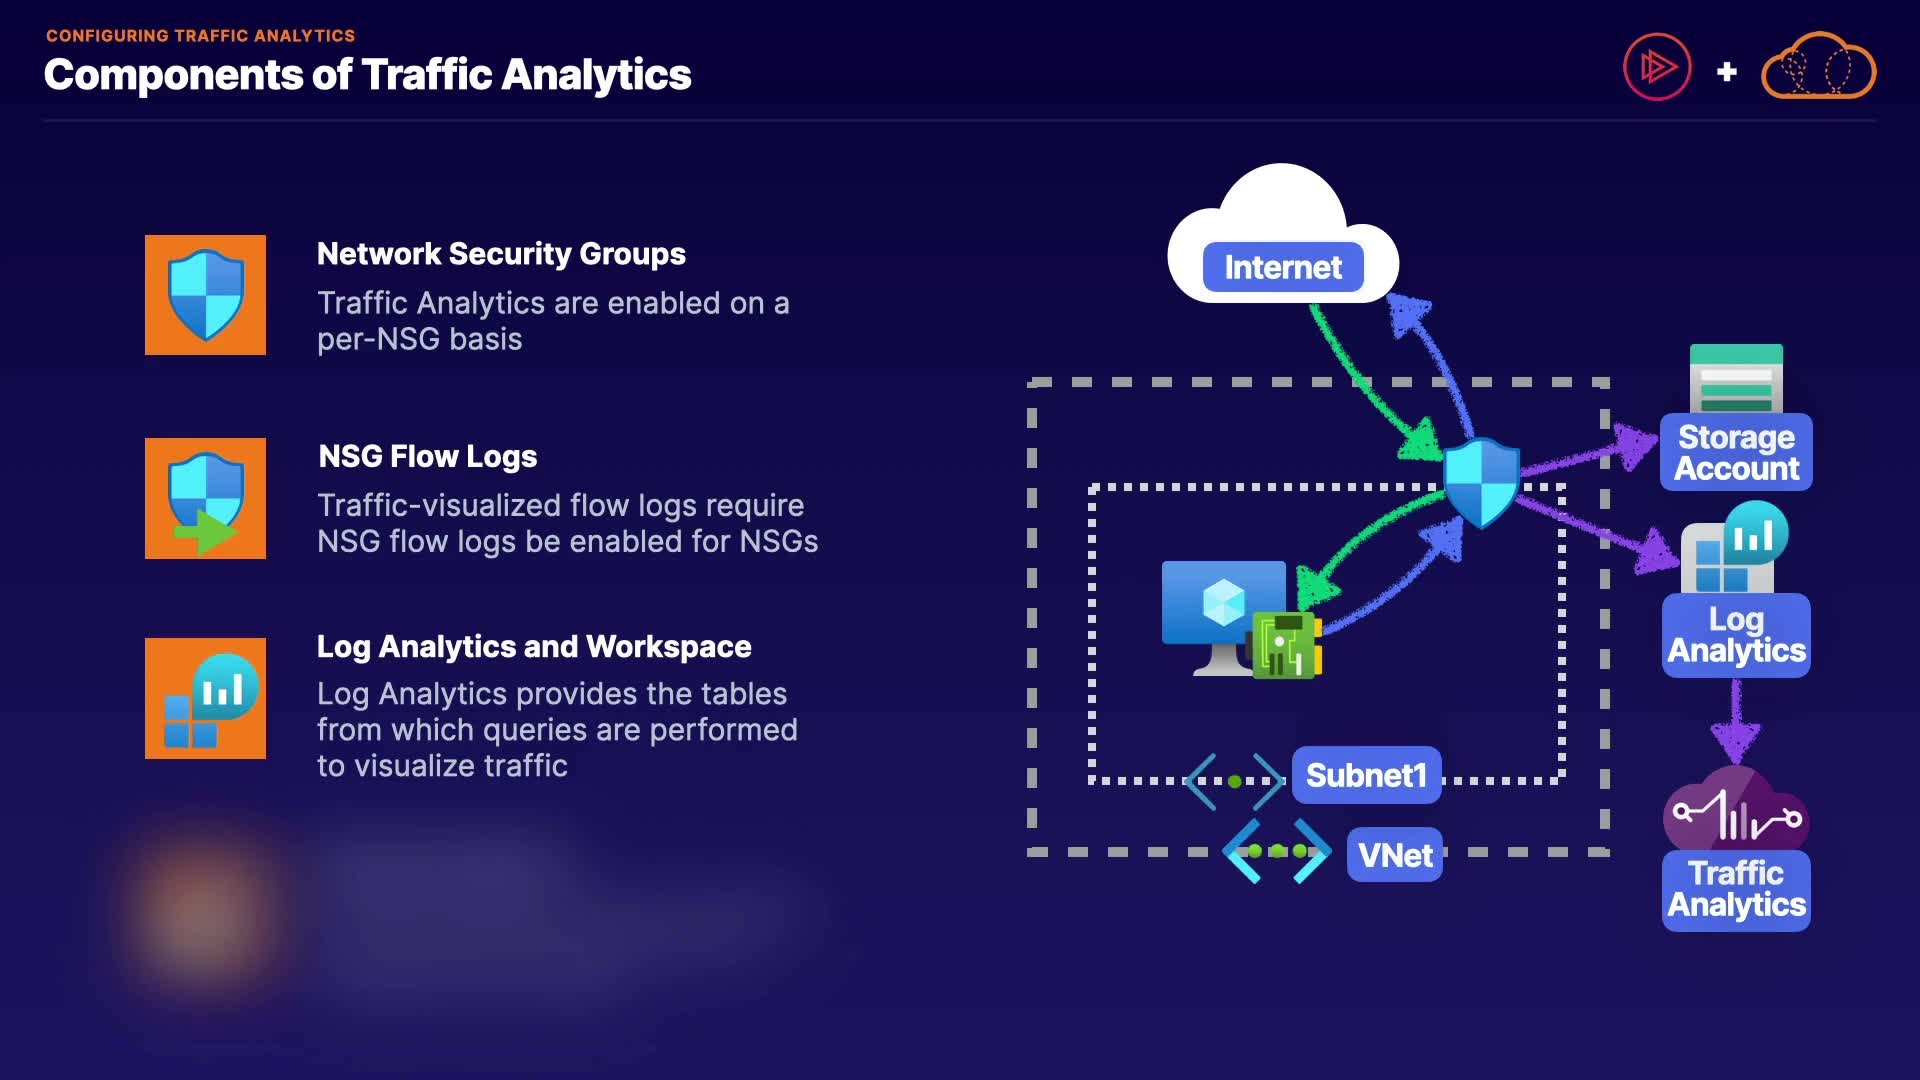 CONFIGURING TRAFFIC ANALYTICS
Components of Traffic Analytics
Network Security Groups
Traffic Analytics are enabled on a
per-NSG basis
NSG Flow Logs
Traffic-visualized flow logs require
NSG flow logs be enabled for NSGs
Log Analytics and Workspace
Log Analytics provides the tables
from which queries are performed
to visualize traffic
Internet
Storage
Account
Log
Analytics
Subnet1
VNet
Traffic
Analytics